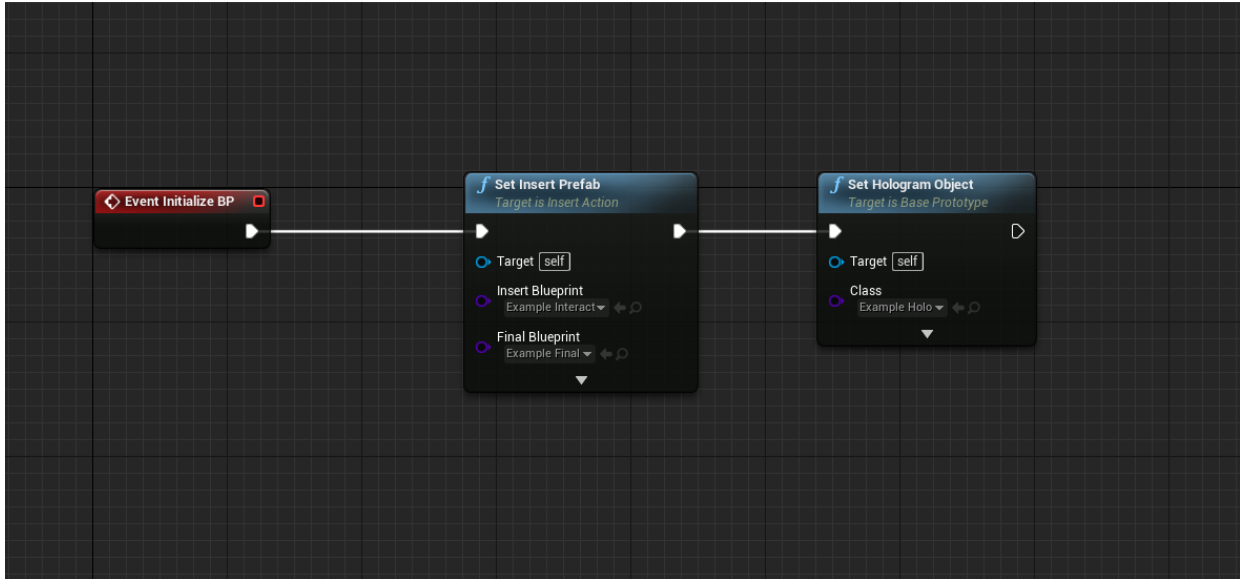 Event Initialize BP
f Set Insert Prefab
Target is Insert Action
Target self
Insert Blueprint
Example Interact
Final Blueprint
Example Final
f Set Hologram Object
Target is Base Prototype
Target self
Class
Example Holo